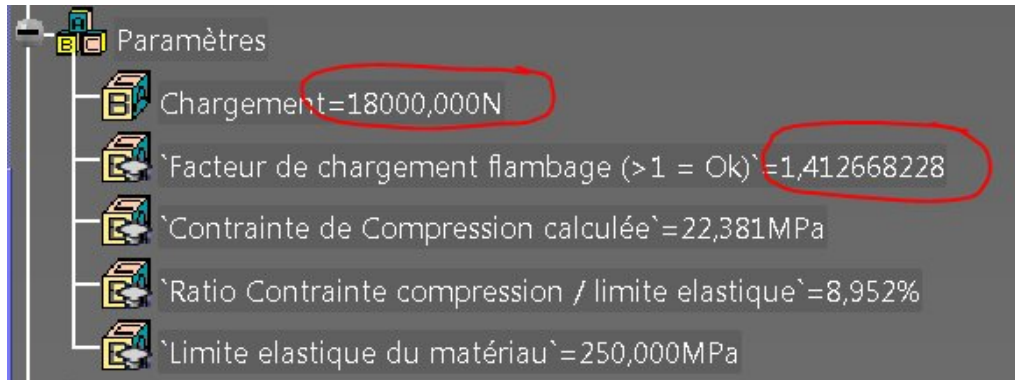 Paramètres
Chargement=18000,000N
`Facteur de chargement flambage (>1 = Ok)`=1,412668228
`Contrainte de Compression calculée`=22,381MPa
`Ratio Contrainte compression / limite elastique`=8,952%
`Limite elastique du matériau`=250,000MPa